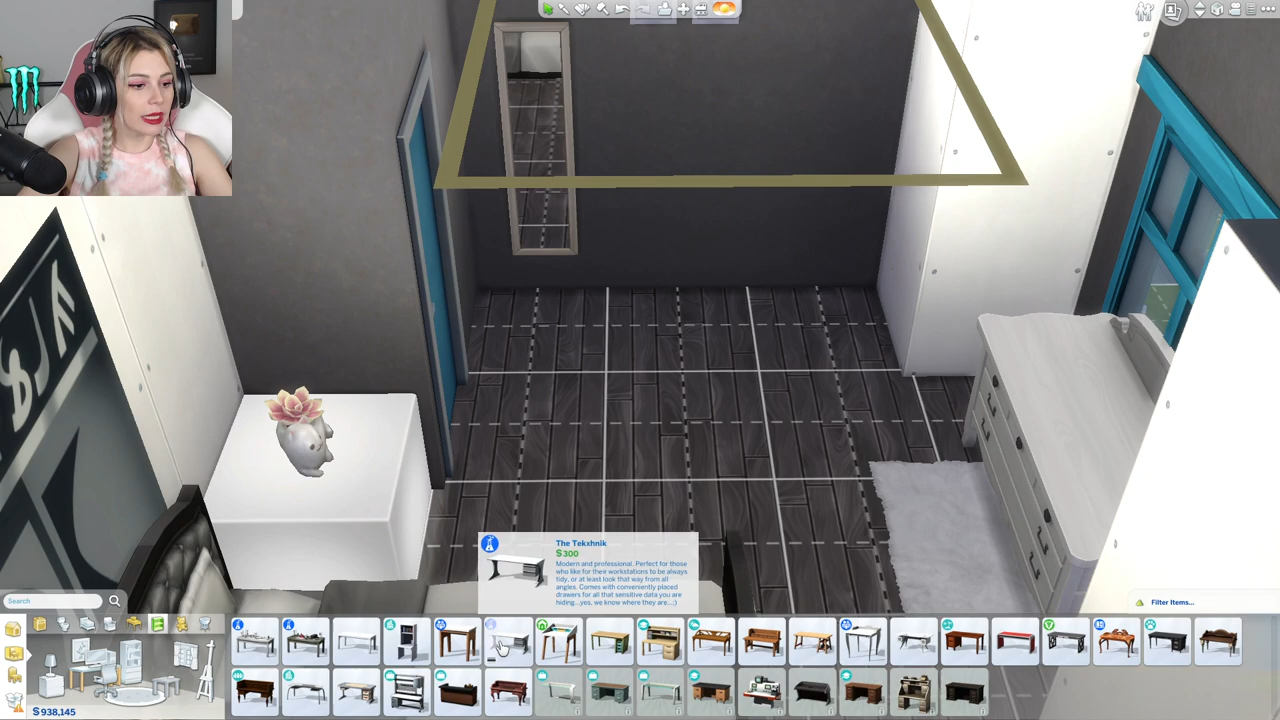 The Tekxhnik
§300
Modern and professional. Perfect for those
who like for their workstations to be always
tidy, or at least look that way from all
angles. Comes with conveniently placed
drawers for all that sensitive data you are
hiding...yes, we know where they are...;)
Search
Filter Items...
§938,145